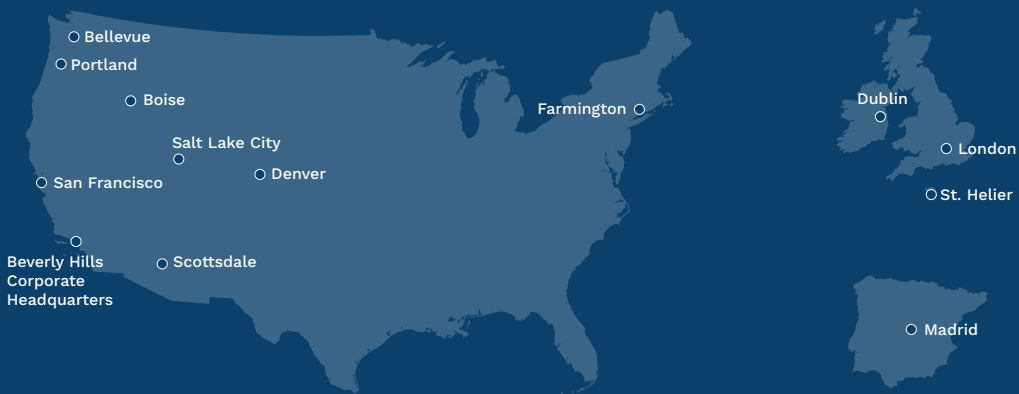 Bellevue
Portland
Boise
Salt Lake City
Denver
San Francisco
Beverly Hills
Corporate
Headquarters
Scottsdale
Farmington
Dublin
London
St. Helier
Madrid